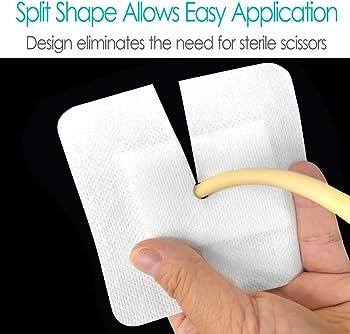 Split Shape Allows Easy Application
Design eliminates the need for sterile scissors